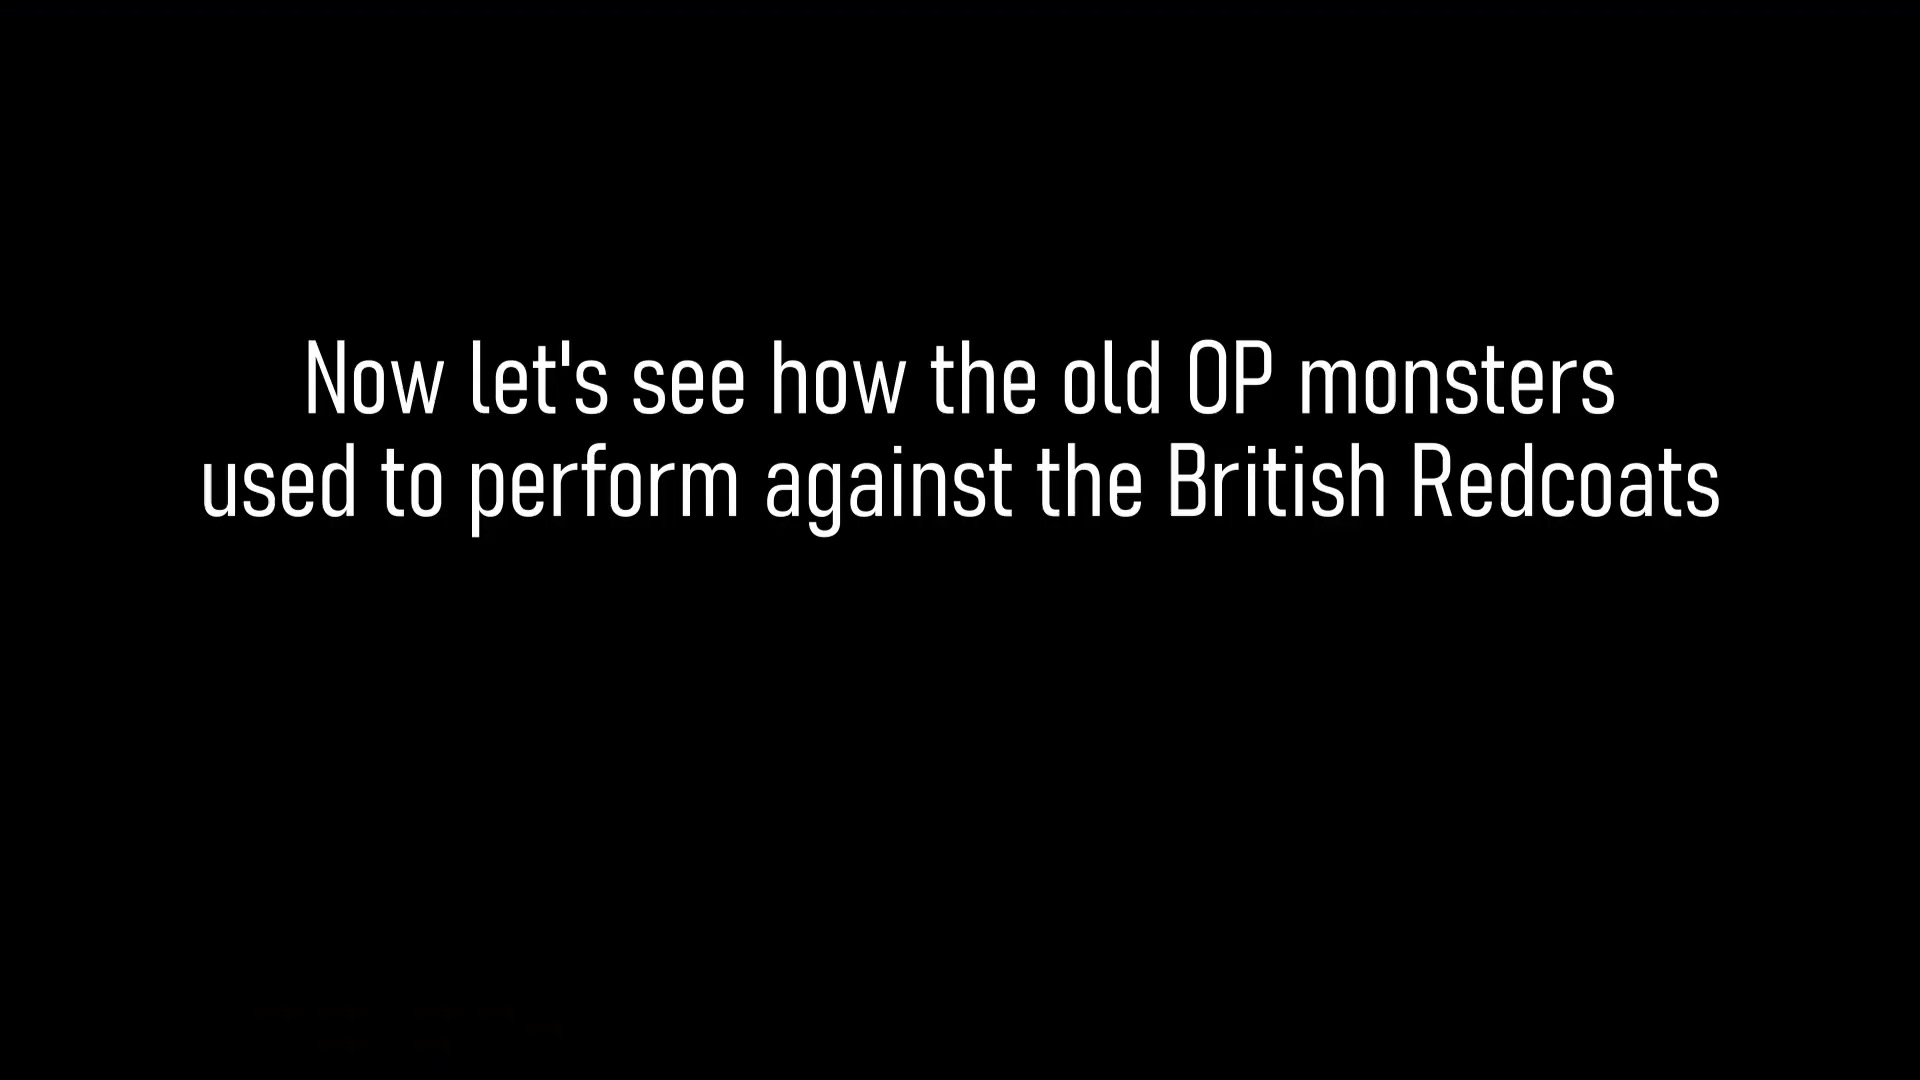 Now let's see how the old OP monsters
used to perform against the British Redcoats